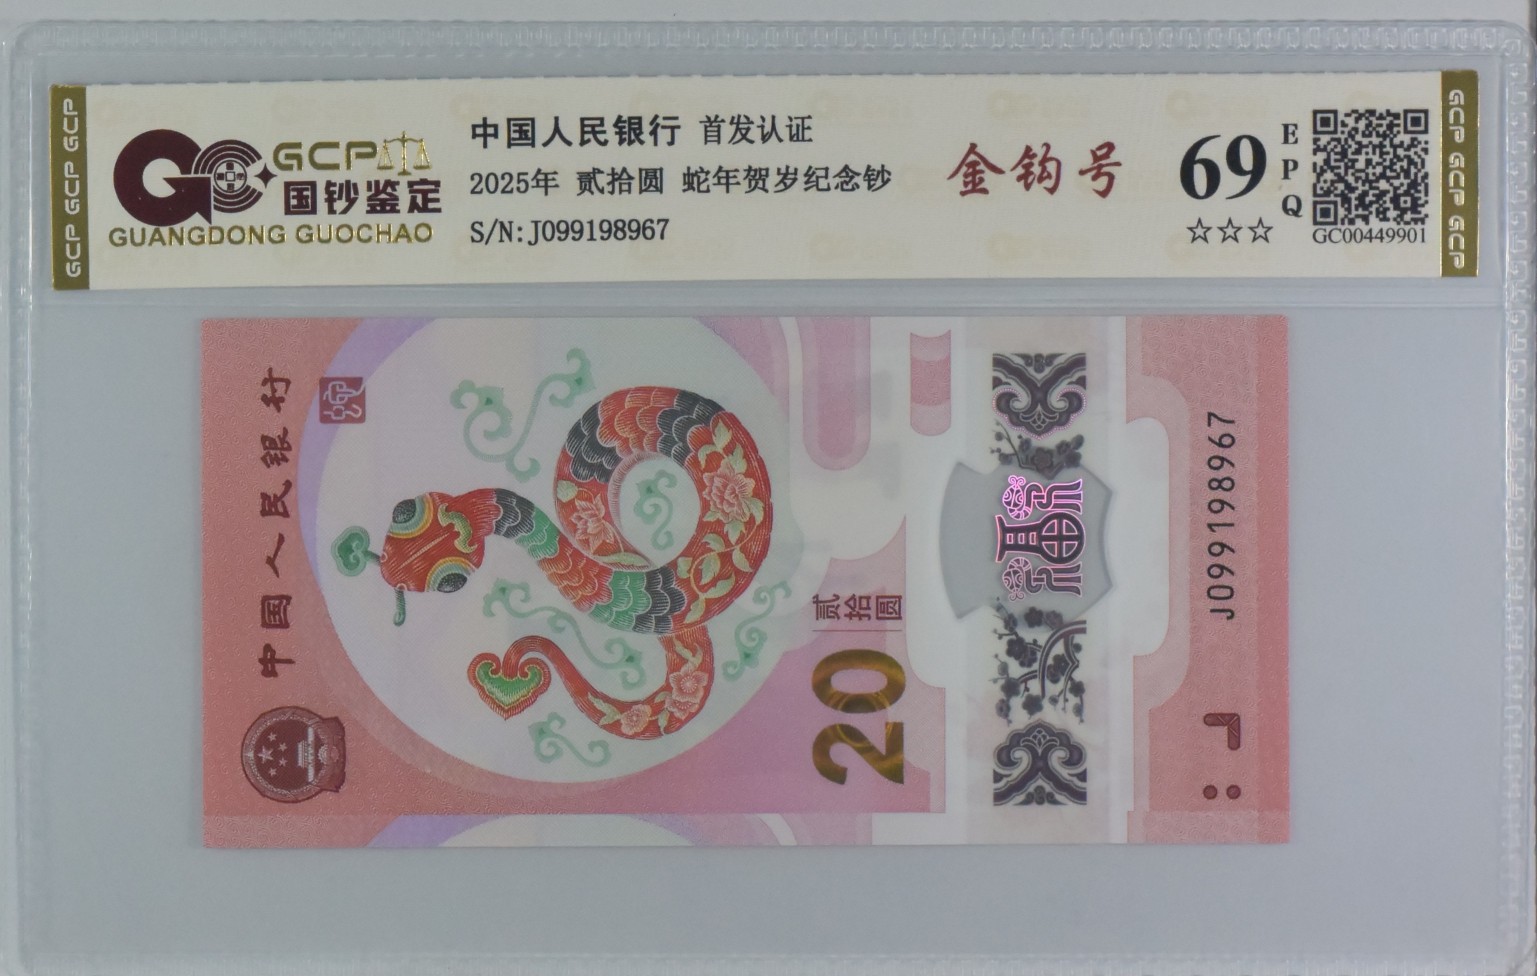 GCP GCP GCP
GCP
国钞鉴定
GUANGDONG GUOCHAO
中国人民银行 首发认证
2025年 贰拾圆 蛇年贺岁纪念钞
S/N:J099198967
金钩号
69
EPQ
☆☆☆
GC00449901
GCP GCP GCP
中国人民银行
蛇
贰拾圆
20
福
J099198967